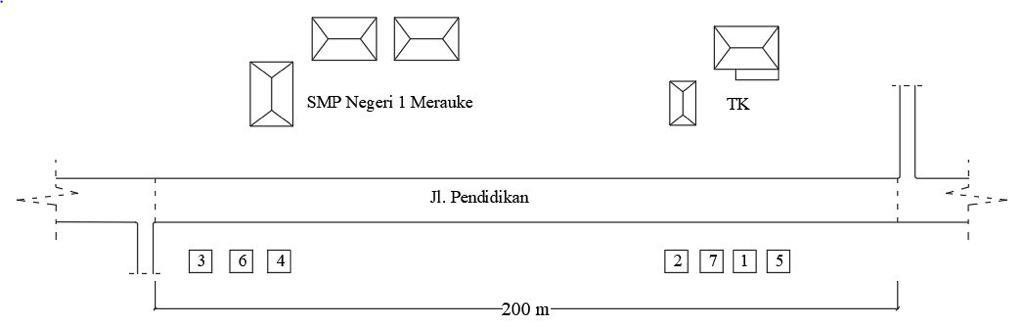 SMP Negeri 1 Merauke
TK
Jl. Pendidikan
3 6 4 2 7 1 5
200 m